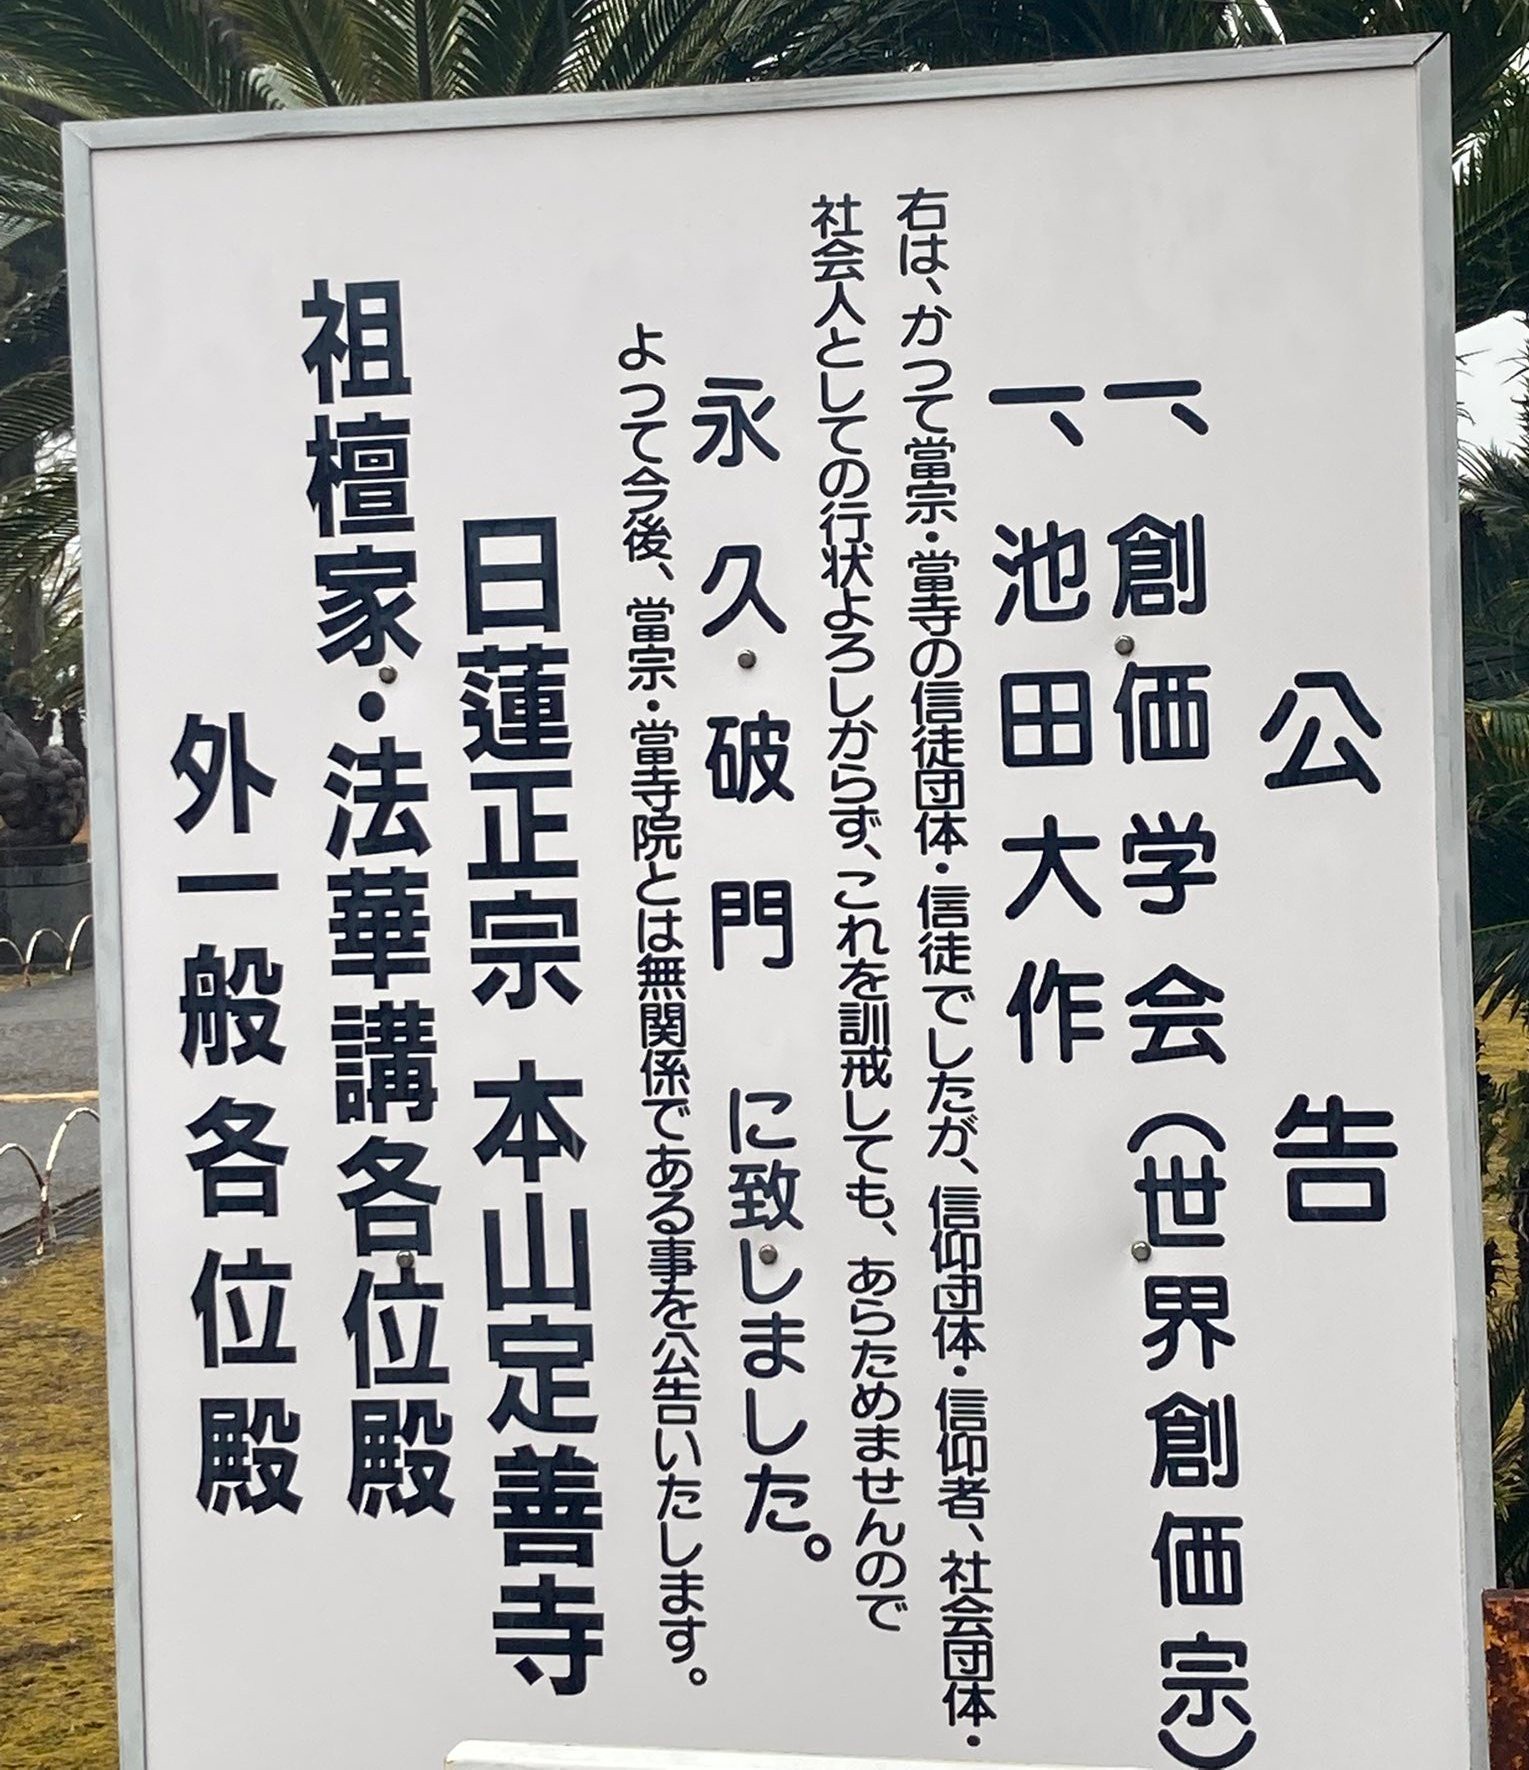 公告
一、創価学会(世界創価宗)
一、池田大作
右は、かつて當宗・當寺の信徒団体・信徒でしたが、信仰団体・信仰者、社会団体・
社会人としての行状よろしからず、これを訓戒しても、あらためませんので
永久・破門 に致しました。
よって今後、當宗・當寺院とは無関係である事を公告いたします。
日蓮正宗 本山定善寺
祖檀家・法華講各位殿
外一般各位殿